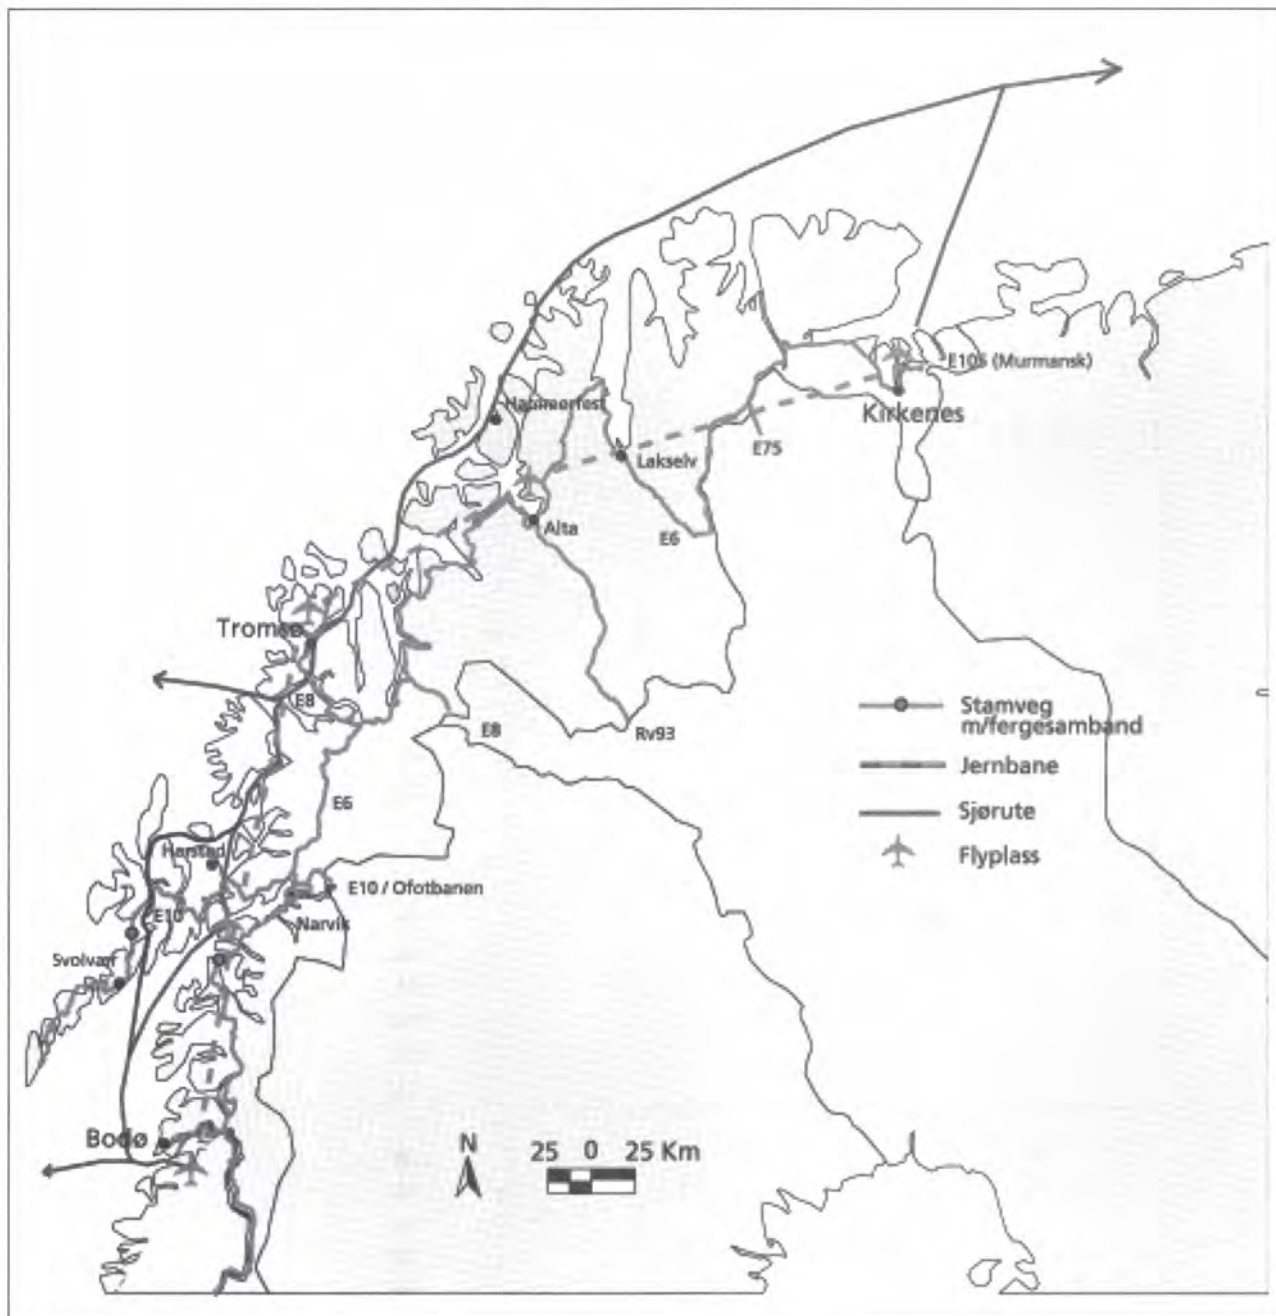 E105 (Murmansk)
Kirkenes
Hammerfest
E75
Lakselv
Alta
E6
Tromsø
E8
Stamveg
m/fergesamband
E8
Rv93
Jernbane
E6
Sjørute
Harstad
Flyplass
E10 / Ofotbanen
E10
Narvik
Svolvær
Bodø
N
25 0 25 Km